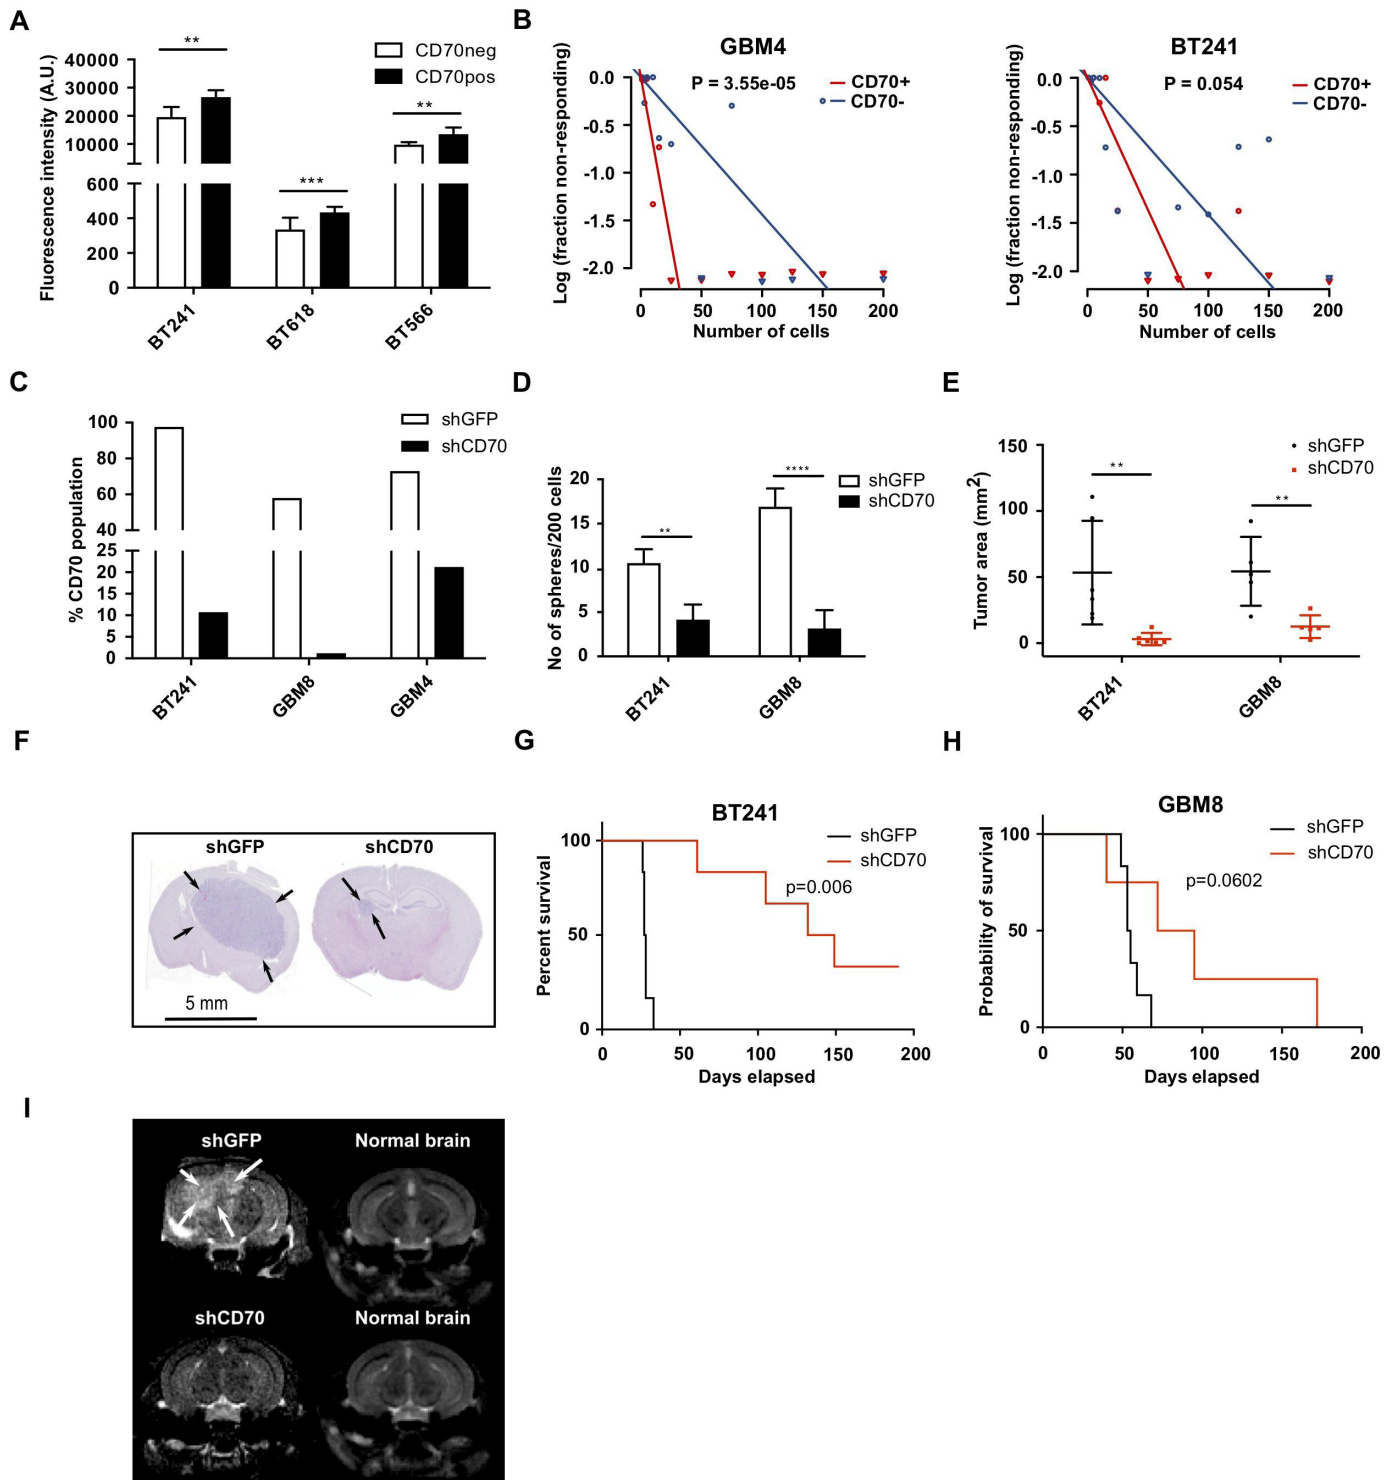 A
Fluorescence intensity (A.U.)
40000
30000
20000
10000
600
400
200
0
**
***
**
CD70neg
CD70pos
BT241
BT618
BT566
B
GBM4
P = 3.55e-05
CD70+
CD70-
Log (fraction non-responding)
0.0
-0.5
-1.0
-1.5
-2.0
0 50 100 150 200
Number of cells
BT241
P = 0.054
CD70+
CD70-
Log (fraction non-responding)
0.0
-0.5
-1.0
-1.5
-2.0
0 50 100 150 200
Number of cells
C
% CD70 population
100
80
60
40
25
20
15
10
5
0
shGFP
shCD70
BT241
GBM8
GBM4
D
No of spheres/200 cells
20
15
10
5
0
**
****
shGFP
shCD70
BT241
GBM8
E
Tumor area (mm2)
150
100
50
0
**
**
shGFP
shCD70
BT241
GBM8
F
shGFP
shCD70
5 mm
G
BT241
shGFP
shCD70
p=0.006
Percent survival
100
50
0
0 50 100 150 200
Days elapsed
H
GBM8
shGFP
shCD70
p=0.0602
Probability of survival
100
50
0
0 50 100 150 200
Days elapsed
I
shGFP
Normal brain
shCD70
Normal brain